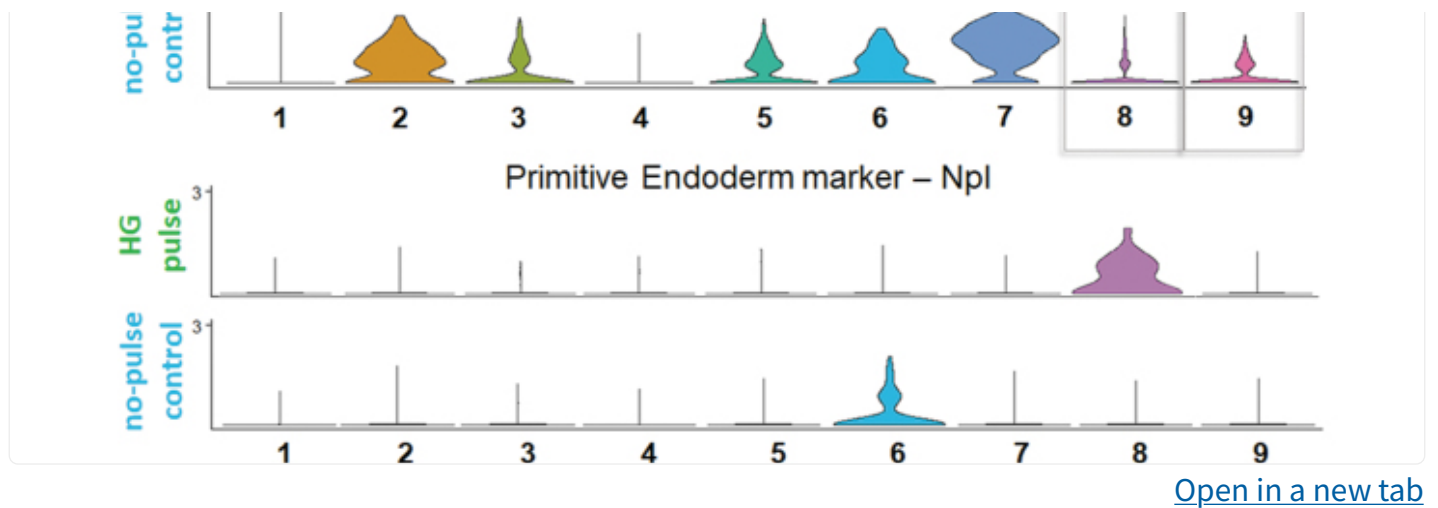 no-pu
contr
1 2 3 4 5 6 7 8 9
Primitive Endoderm marker – Npl
3
HG
pulse
3
no-pulse
control
1 2 3 4 5 6 7 8 9
Open in a new tab